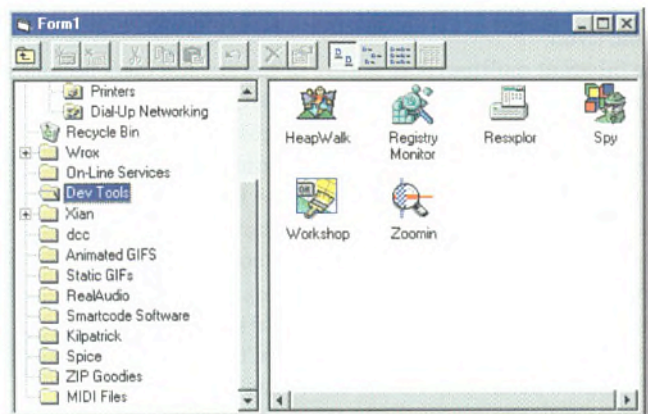 Form1
Printers
Dial-Up Networking
Recycle Bin
Wrox
On-Line Services
Dev Tools
Xian
dcc
Animated GIFS
Static GIFs
RealAudio
Smartcode Software
Kilpatrick
Spice
ZIP Goodies
MIDI Files
HeapWalk
Registry
Monitor
Resxplor
Spy
Workshop
Zoomin